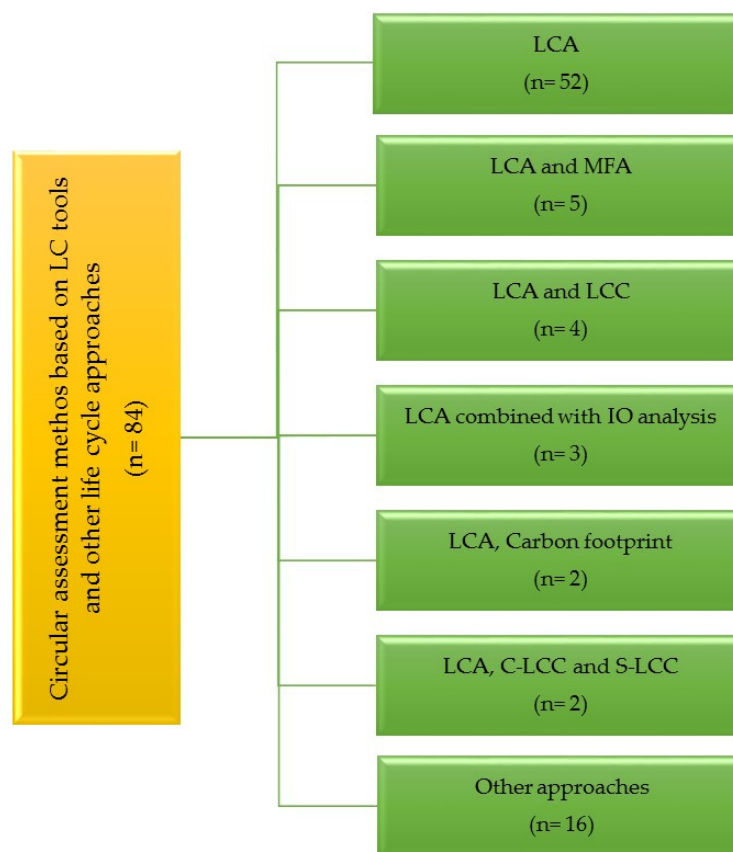 Circular assessment methos based on LC tools
and other life cycle approaches
(n= 84)
LCA
(n= 52)
LCA and MFA
(n= 5)
LCA and LCC
(n= 4)
LCA combined with IO analysis
(n= 3)
LCA, Carbon footprint
(n= 2)
LCA, C-LCC and S-LCC
(n= 2)
Other approaches
(n= 16)